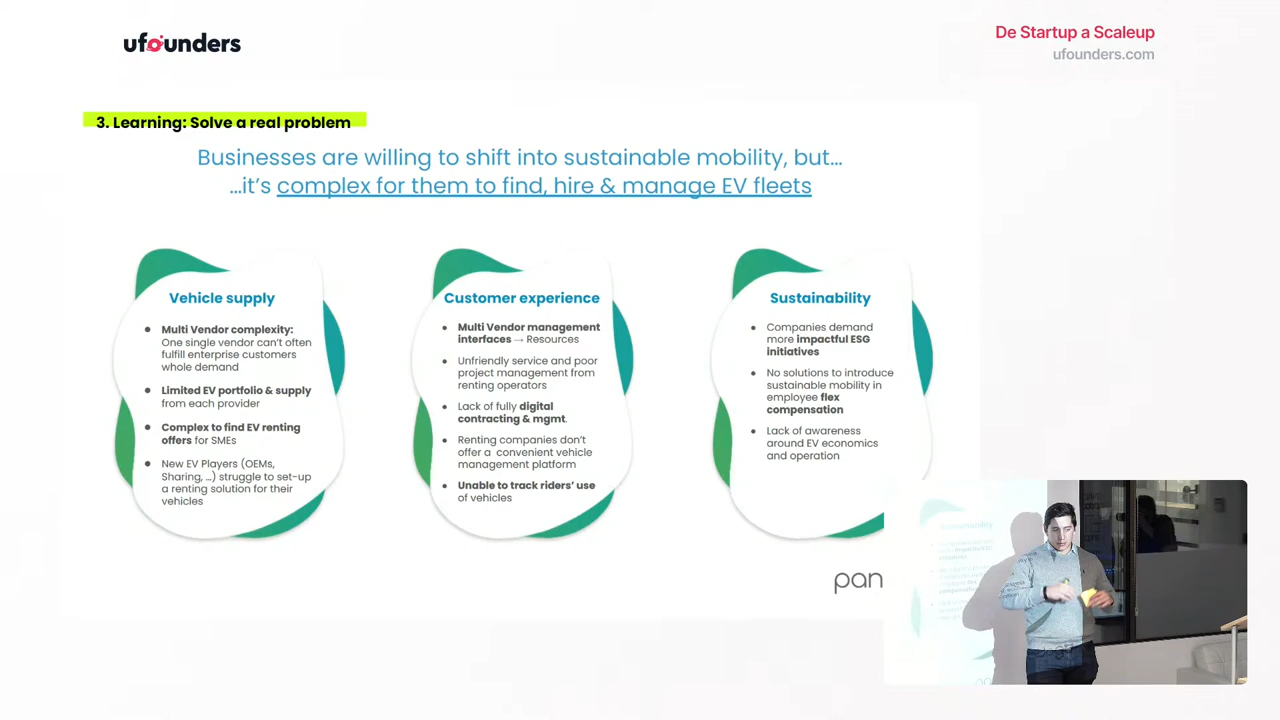 ufounders
De Startup a Scaleup
ufounders.com
3. Learning: Solve a real problem
Businesses are willing to shift into sustainable mobility, but...
...it's complex for them to find, hire & manage EV fleets
Vehicle supply
● Multi Vendor complexity:
One single vendor can't often
fulfill enterprise customers
whole demand
● Limited EV portfolio & supply
from each provider
● Complex to find EV renting
offers for SMEs
● New EV Players (OEMs,
Sharing, ...) struggle to set-up
a renting solution for their
vehicles
Customer experience
● Multi Vendor management
interfaces → Resources
● Unfriendly service and poor
project management from
renting operators
● Lack of fully digital
contracting & mgmt.
● Renting companies don't
offer a convenient vehicle
management platform
● Unable to track riders' use
of vehicles
Sustainability
● Companies demand
more impactful ESG
initiatives
● No solutions to introduce
sustainable mobility in
employee flex
compensation
● Lack of awareness
around EV economics
and operation
pan
Sustainability